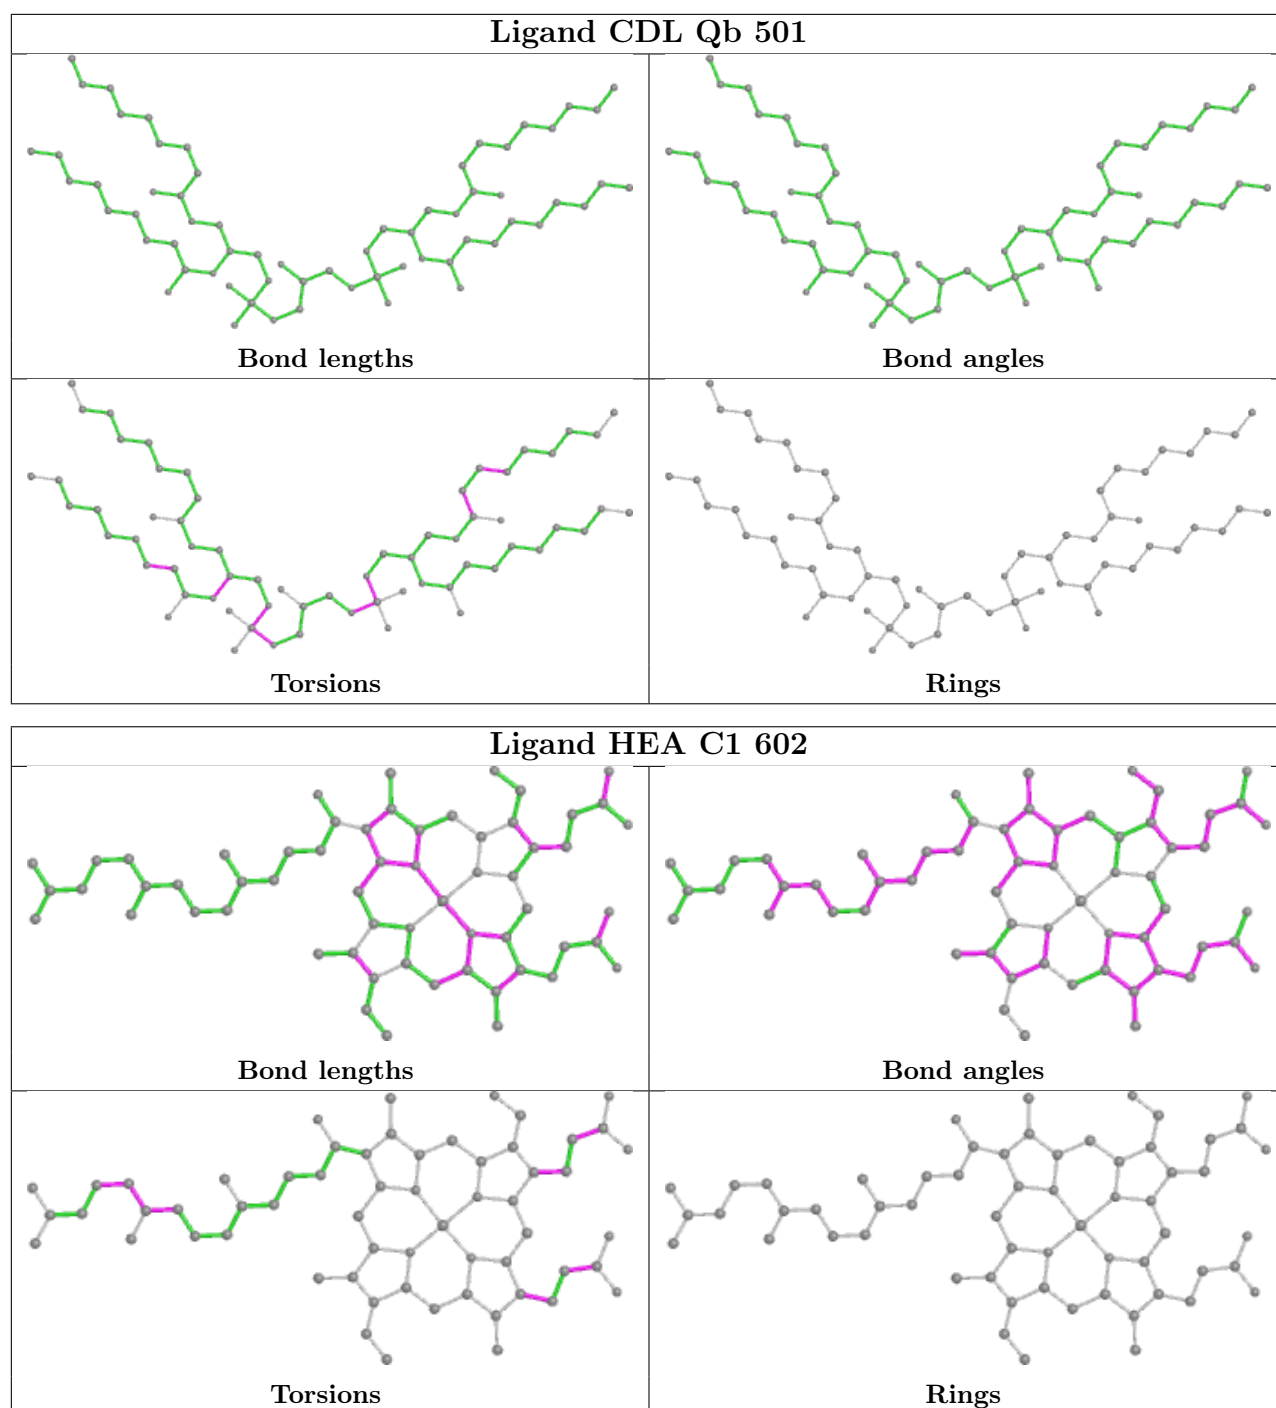 Ligand CDL Qb 501
Bond lengths
Bond angles
Torsions
Rings
Ligand HEA C1 602
Bond lengths
Bond angles
Torsions
Rings